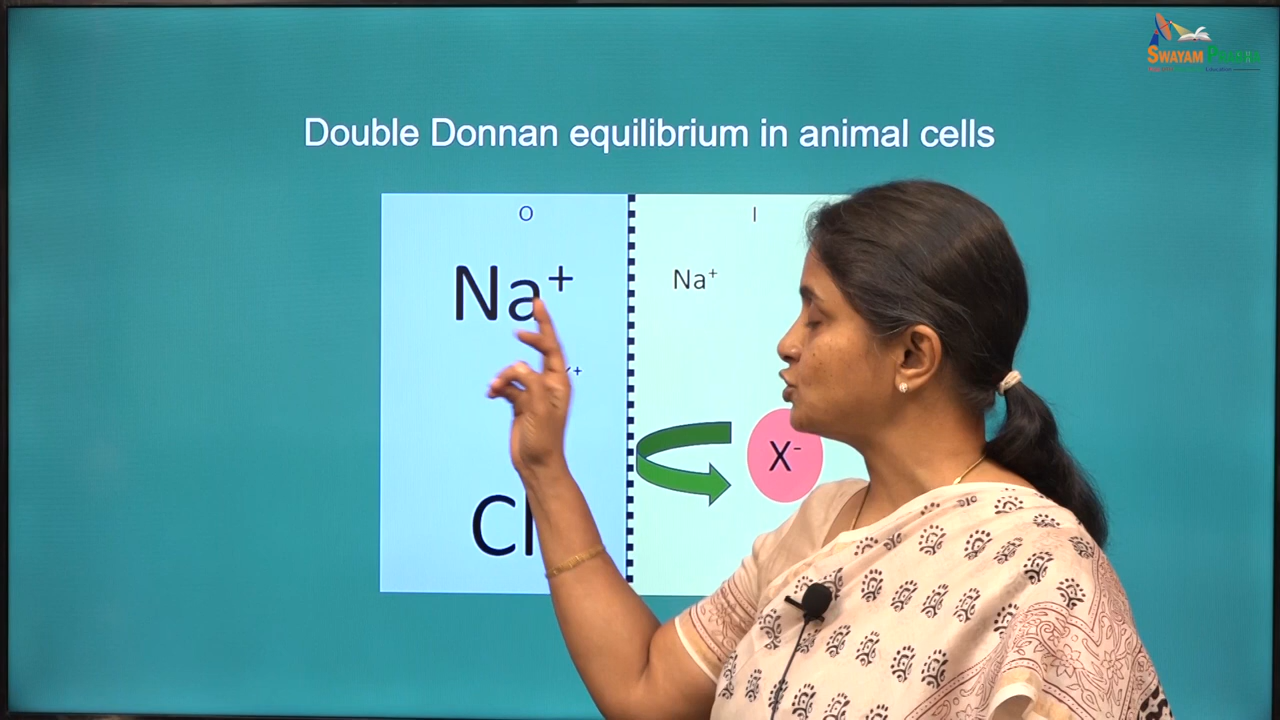 SWAYAM PRABHA
Double Donnan equilibrium in animal cells
O
I
Na⁺
Na⁺
X⁻
Cl